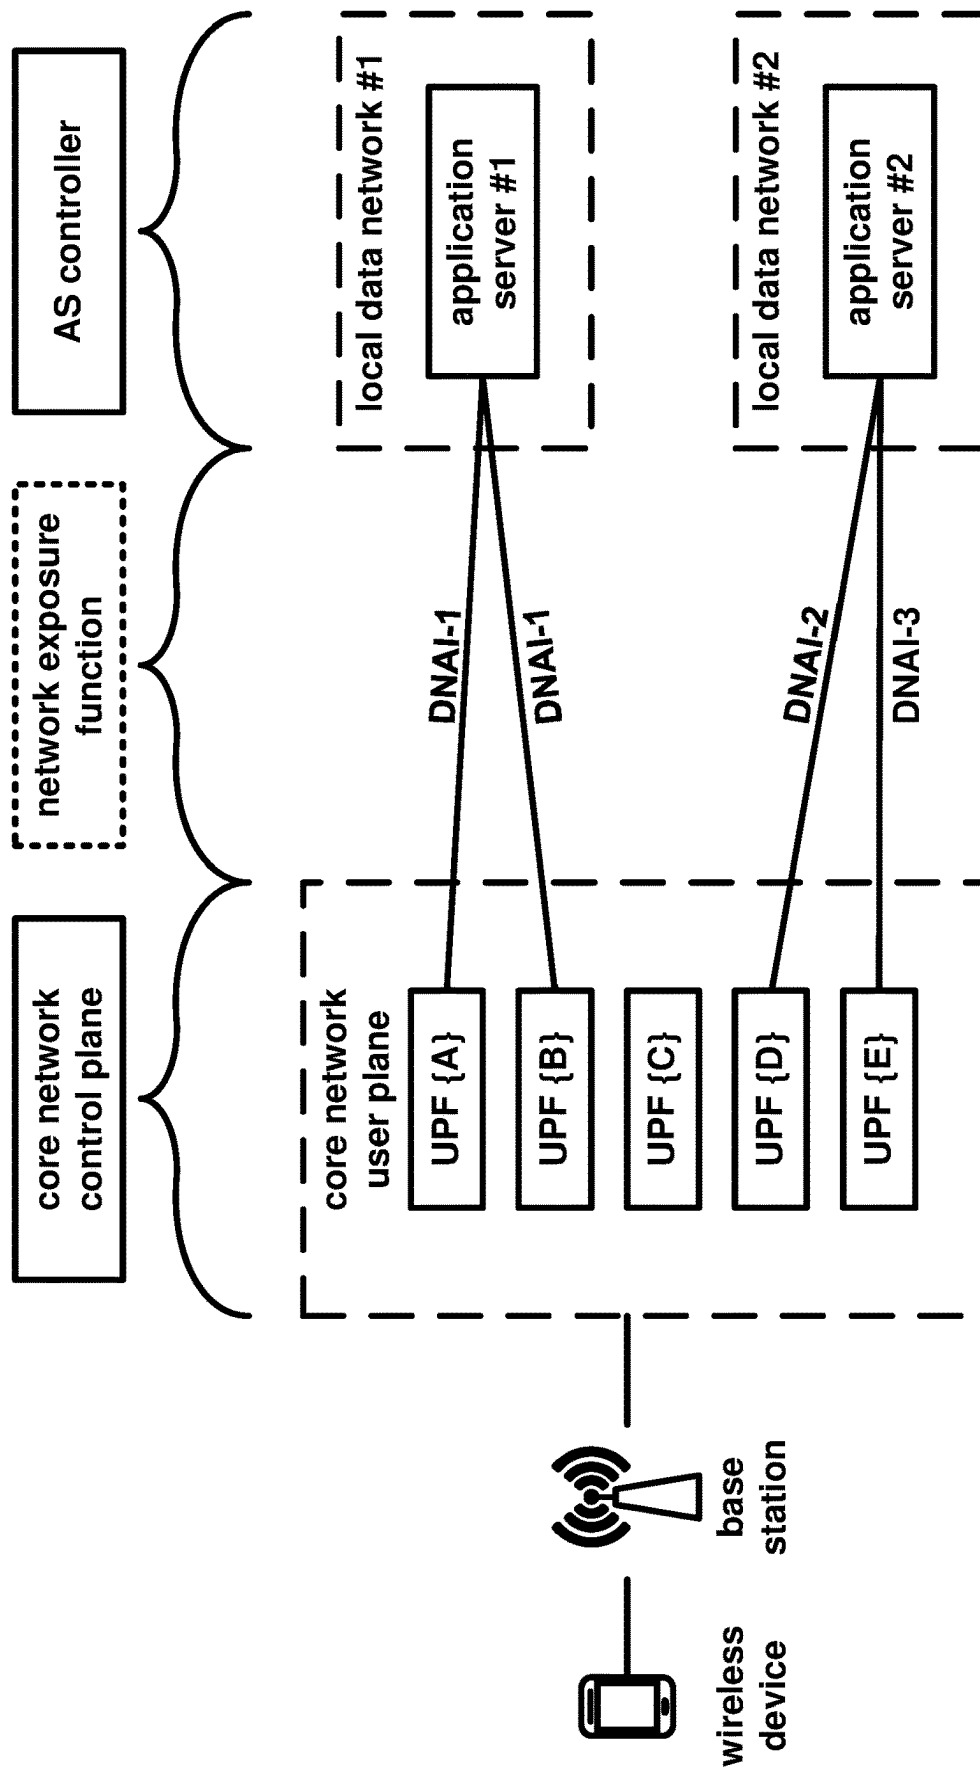 core network
control plane
network exposure
function
AS controller
core network
user plane
local data network #1
application
server #1
UPF {A}
DNAI-1
UPF {B}
DNAI-1
UPF {C}
wireless
device
base
station
local data network #2
application
server #2
UPF {D}
DNAI-2
UPF {E}
DNAI-3